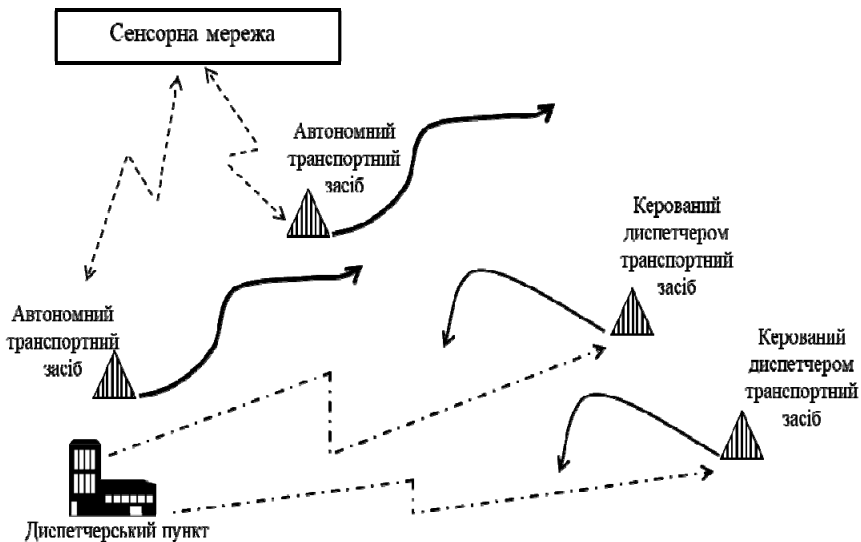 Сенсорна мережа
Автономний
транспортний
засіб
Керований
диспетчером
транспортний
засіб
Автономний
транспортний
засіб
Керований
диспетчером
транспортний
засіб
Диспетчерський пункт